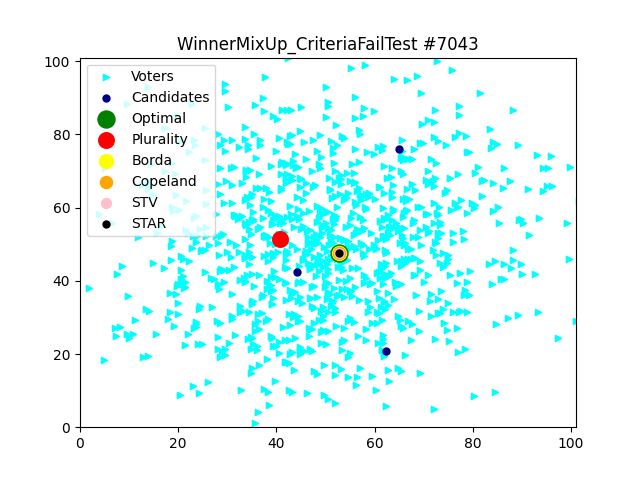 WinnerMixUp_CriteriaFailTest #7043
Voters
Candidates
Optimal
Plurality
Borda
Copeland
STV
STAR
100
80
60
40
20
0
0 20 40 60 80 100